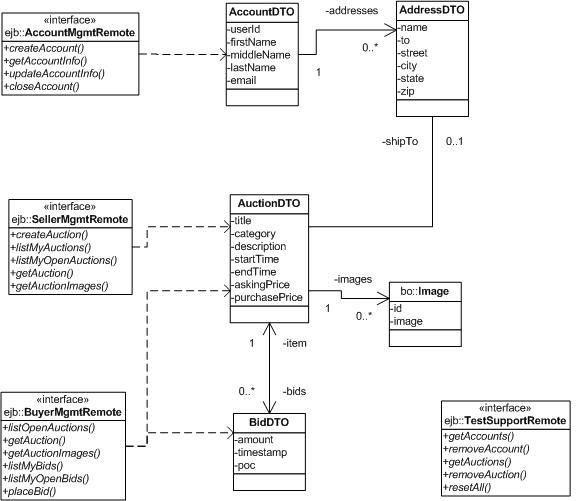 «interface»
ejb::AccountMgmtRemote
+createAccount()
+getAccountInfo()
+updateAccountInfo()
+closeAccount()
AccountDTO
-userId
-firstName
-middleName
-lastName
-email
-addresses
1
0..*
AddressDTO
-name
-to
-street
-city
-state
-zip
-shipTo
0..1
«interface»
ejb::SellerMgmtRemote
+createAuction()
+listMyAuctions()
+listMyOpenAuctions()
+getAuction()
+getAuctionImages()
AuctionDTO
-title
-category
-description
-startTime
-endTime
-askingPrice
-purchasePrice
-images
1
0..*
bo::Image
-id
-image
1
-item
0..*
-bids
«interface»
ejb::BuyerMgmtRemote
+listOpenAuctions()
+getAuction()
+getAuctionImages()
+listMyBids()
+listMyOpenBids()
+placeBid()
BidDTO
-amount
-timestamp
-poc
«interface»
ejb::TestSupportRemote
+getAccounts()
+removeAccount()
+getAuctions()
+removeAuction()
+resetAll()